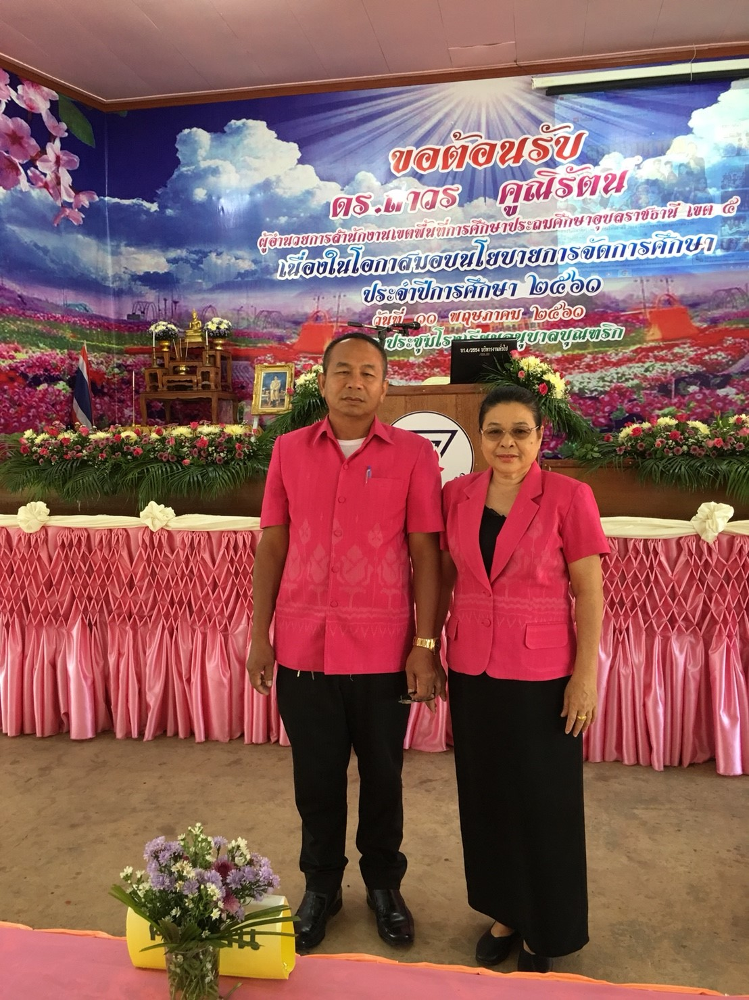 ขอต้อนรับ
ดร.ถาวร คูณิรัตน์
ผู้อำนวยการสำนักงานเขตพื้นที่การศึกษาประถมศึกษาอุบลราชธานี เขต ๕
เนื่องในโอกาสมอบนโยบายการจัดการศึกษา
ประจำปีการศึกษา ๒๕๖๐
วันที่ ๑๑ พฤษภาคม ๒๕๖๐
ประชุมโรงเรียนอนุบาลบุณฑริก
บร.4/2554 บริหารงานทั่วไป